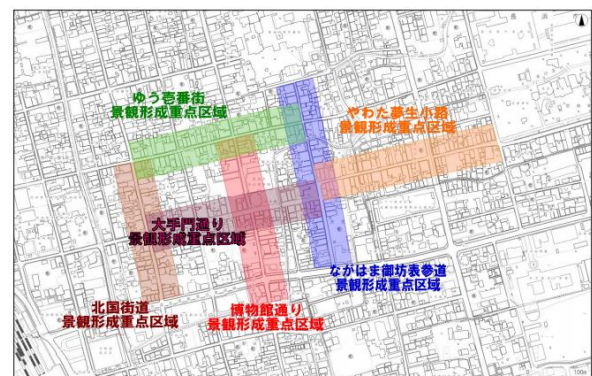 ゆう壱番街
景観形成重点区域
やわた夢生小路
景観形成重点区域
大手門通り
景観形成重点区域
ながはま御坊表参道
景観形成重点区域
北国街道
景観形成重点区域
博物館通り
景観形成重点区域
100m